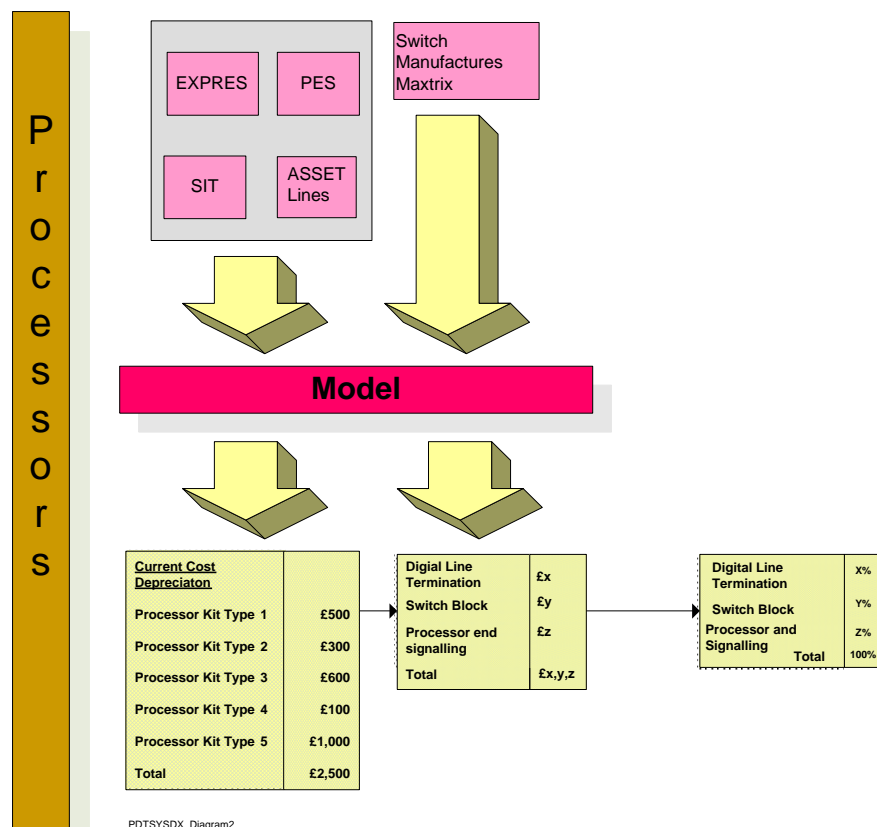 Processors
EXPRES
PES
SIT
ASSET
Lines
Switch
Manufactures
Maxtrix
Model
Current Cost
Depreciaton
Processor Kit Type 1 £500
Processor Kit Type 2 £300
Processor Kit Type 3 £600
Processor Kit Type 4 £100
Processor Kit Type 5 £1,000
Total £2,500
Digial Line
Termination £x
Switch Block £y
Processor end
signalling £z
Total £x,y,z
Digital Line
Termination X%
Switch Block Y%
Processor and
Signalling Z%
Total 100%
PDTSYSDX Diagram2